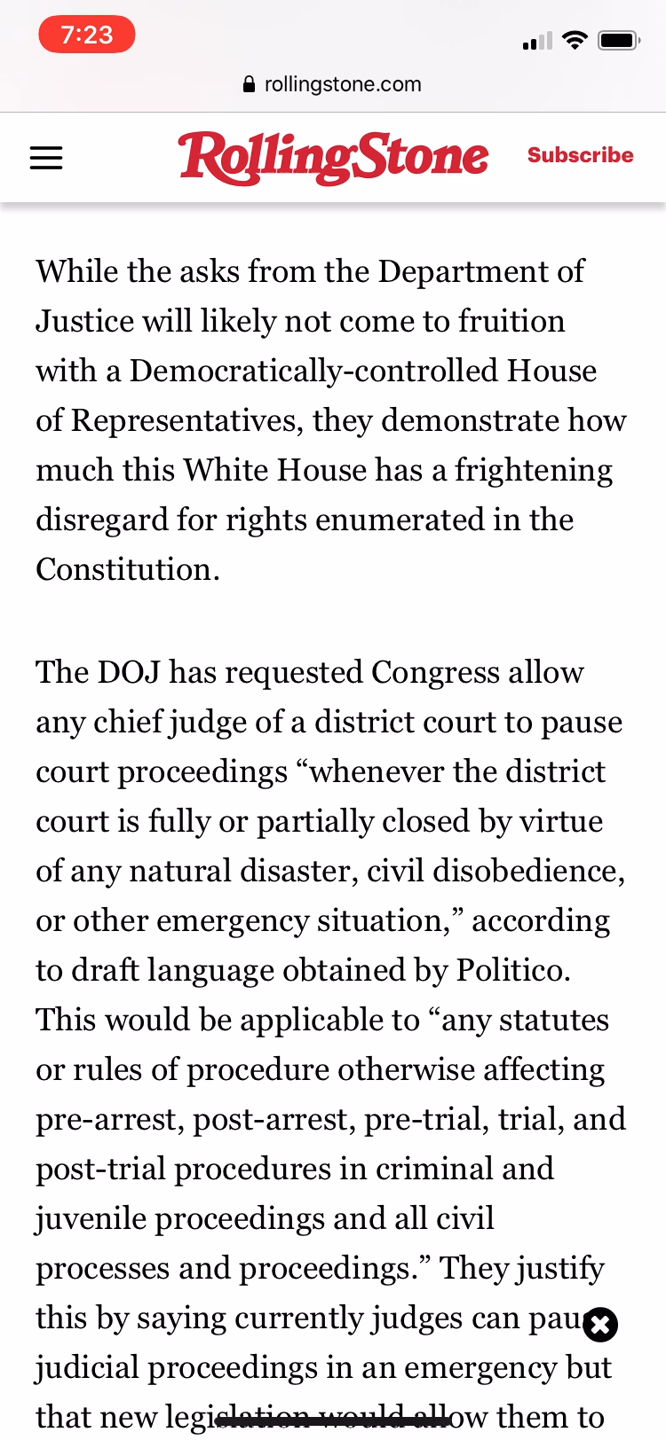 7:23
rollingstone.com
RollingStone
Subscribe
While the asks from the Department of
Justice will likely not come to fruition
with a Democratically-controlled House
of Representatives, they demonstrate how
much this White House has a frightening
disregard for rights enumerated in the
Constitution.
The DOJ has requested Congress allow
any chief judge of a district court to pause
court proceedings “whenever the district
court is fully or partially closed by virtue
of any natural disaster, civil disobedience,
or other emergency situation,” according
to draft language obtained by Politico.
This would be applicable to “any statutes
or rules of procedure otherwise affecting
pre-arrest, post-arrest, pre-trial, trial, and
post-trial procedures in criminal and
juvenile proceedings and all civil
processes and proceedings.” They justify
this by saying currently judges can pause
judicial proceedings in an emergency but
that new legislation would allow them to